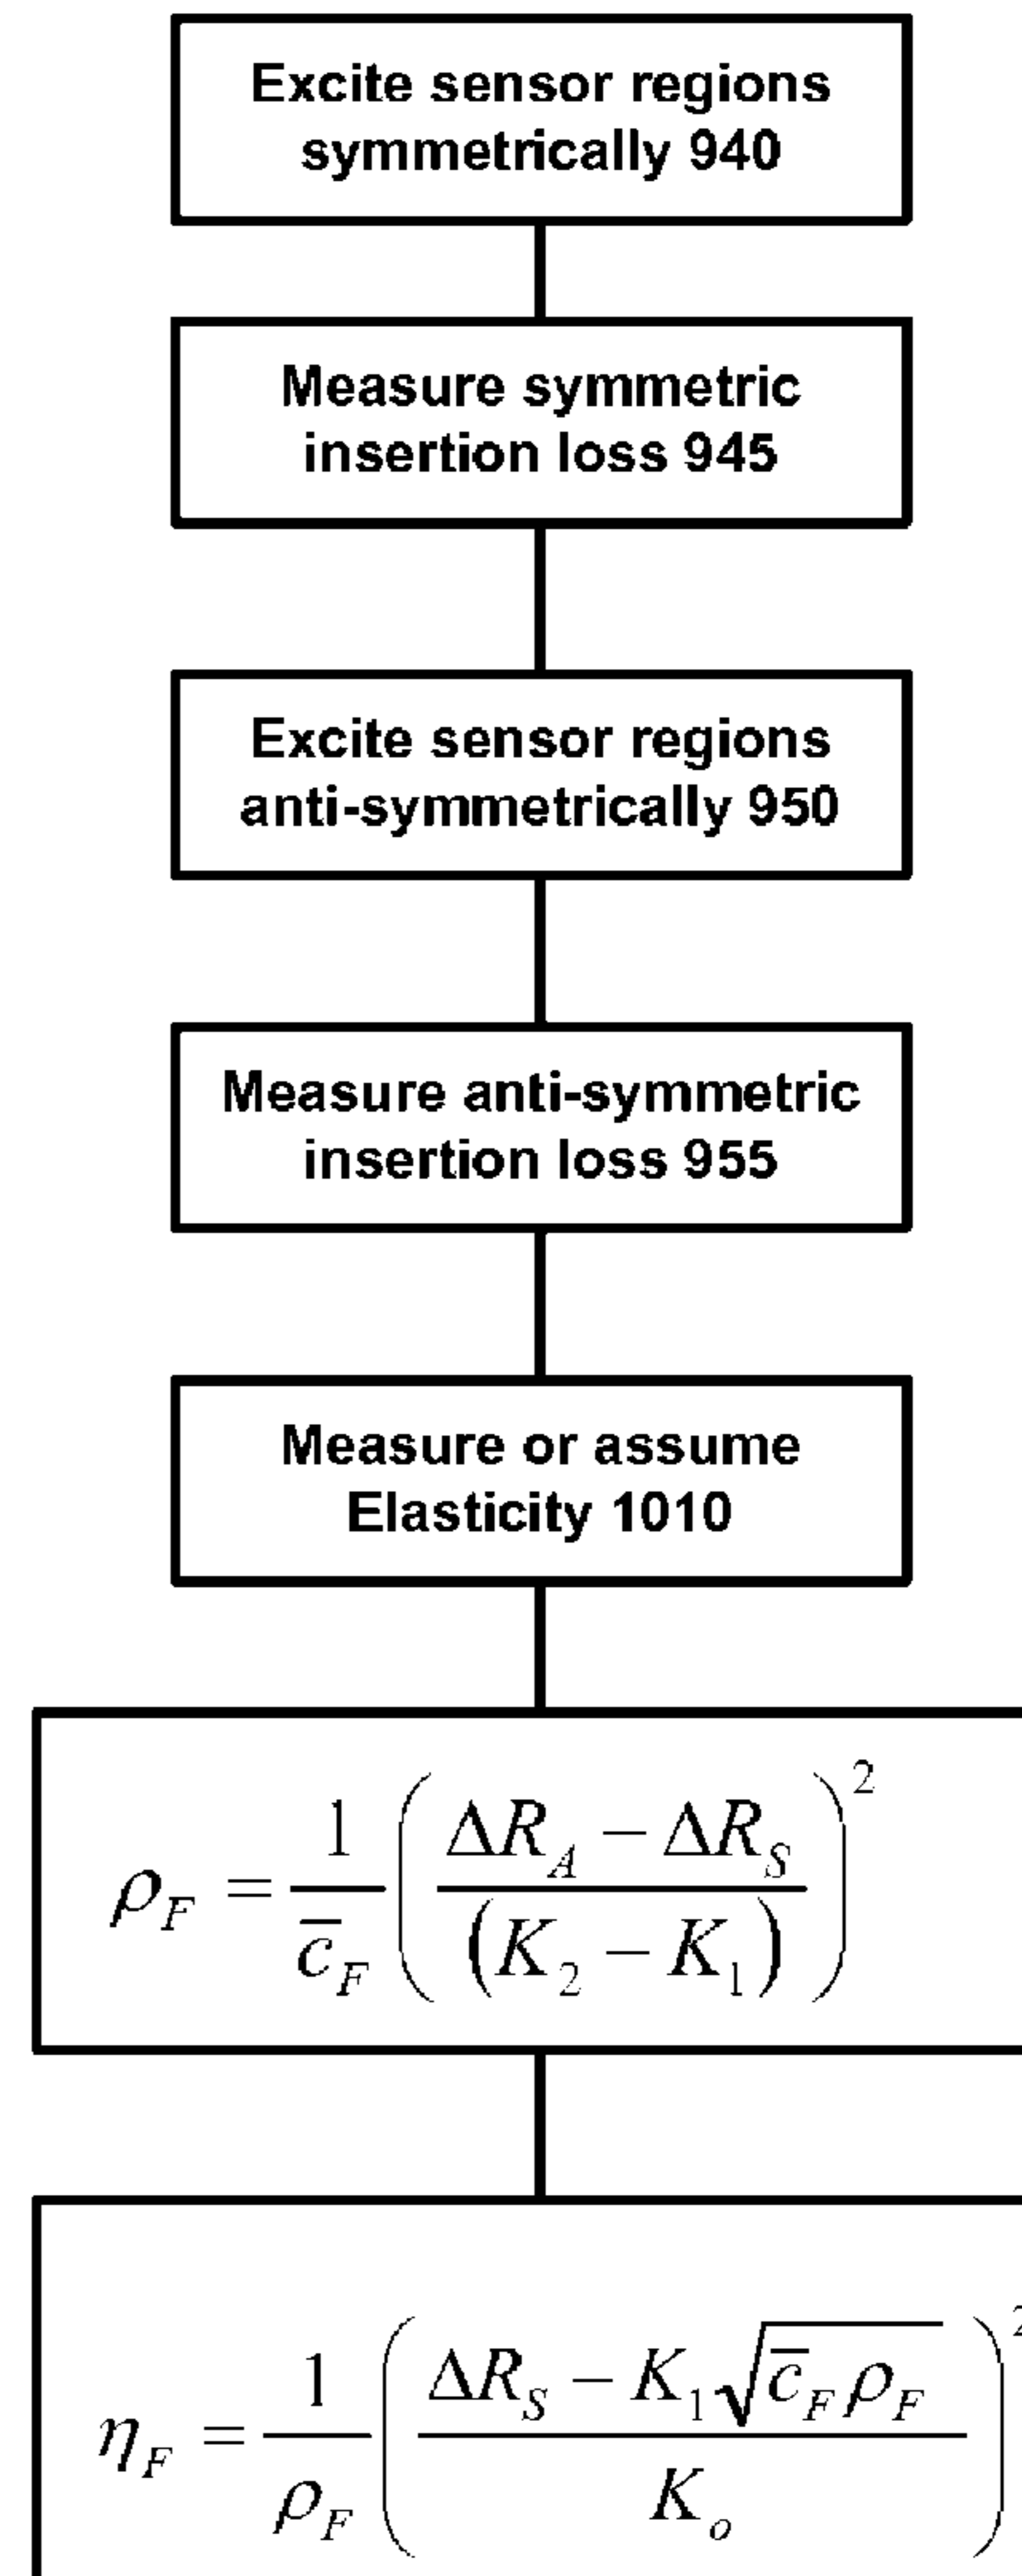 Excite sensor regions
symmetrically 940
Measure symmetric
insertion loss 945
Excite sensor regions
anti-symmetrically 950
Measure anti-symmetric
insertion loss 955
Measure or assume
Elasticity 1010
ρ_F = 1/c̅_F ((ΔR_A − ΔR_S)/(K_2 − K_1))^2
η_F = 1/ρ_F ((ΔR_S − K_1√(c̅_F ρ_F))/K_o)^2